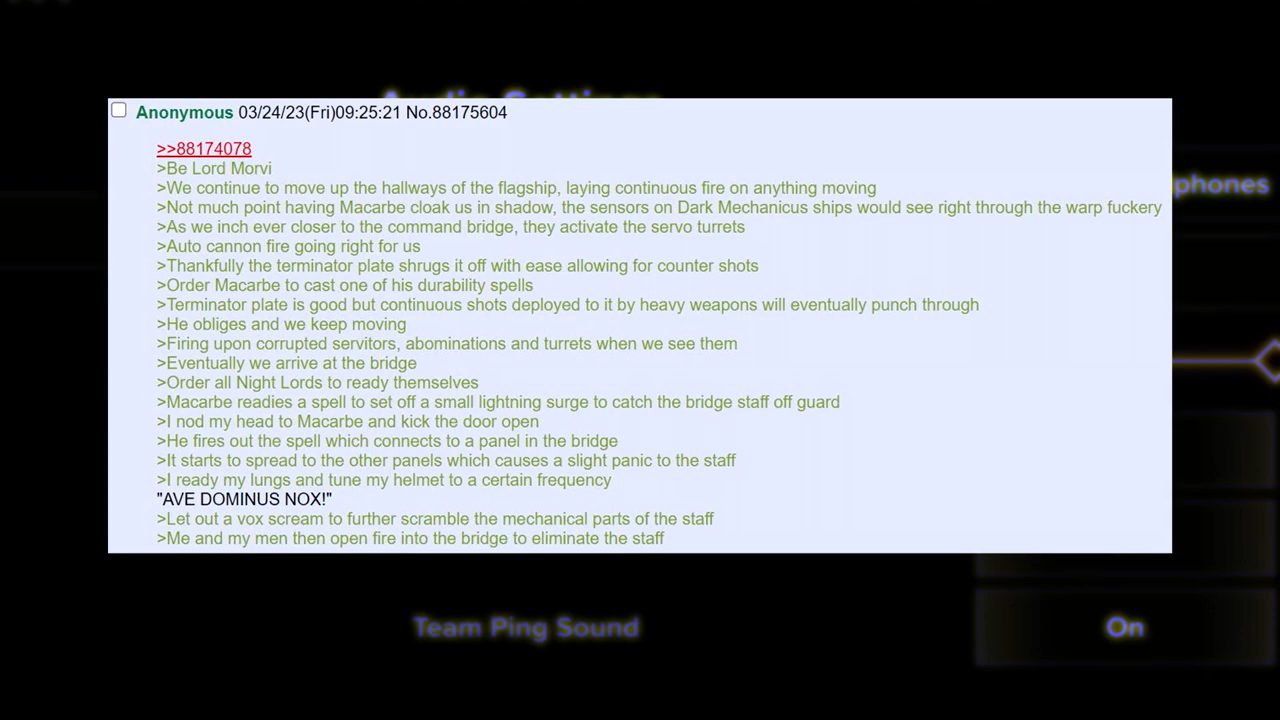 Audio Settings
Anonymous 03/24/23(Fri)09:25:21 No.88175604
>>88174078
phones
>Be Lord Morvi
>We continue to move up the hallways of the flagship, laying continuous fire on anything moving
>Not much point having Macarbe cloak us in shadow, the sensors on Dark Mechanicus ships would see right through the warp fuckery
>As we inch ever closer to the command bridge, they activate the servo turrets
>Auto cannon fire going right for us
>Thankfully the terminator plate shrugs it off with ease allowing for counter shots
>Order Macarbe to cast one of his durability spells
>Terminator plate is good but continuous shots deployed to it by heavy weapons will eventually punch through
>He obliges and we keep moving
>Firing upon corrupted servitors, abominations and turrets when we see them
>Eventually we arrive at the bridge
>Order all Night Lords to ready themselves
>Macarbe readies a spell to set off a small lightning surge to catch the bridge staff off guard
>I nod my head to Macarbe and kick the door open
>He fires out the spell which connects to a panel in the bridge
>It starts to spread to the other panels which causes a slight panic to the staff
>I ready my lungs and tune my helmet to a certain frequency
"AVE DOMINUS NOX!"
>Let out a vox scream to further scramble the mechanical parts of the staff
>Me and my men then open fire into the bridge to eliminate the staff
Team Ping Sound
On